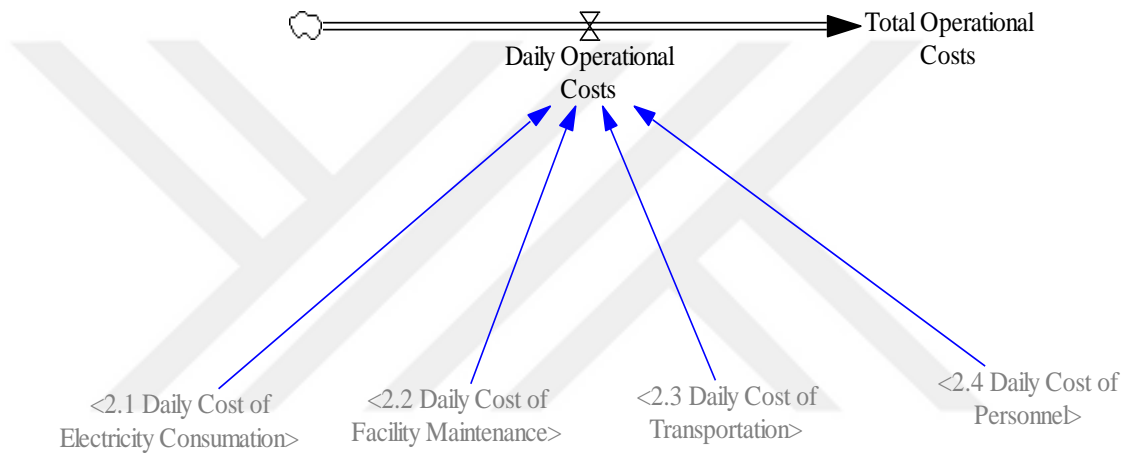 Total Operational
Costs
Daily Operational
Costs
<2.1 Daily Cost of
Electricity Consumation>
<2.2 Daily Cost of
Facility Maintenance>
<2.3 Daily Cost of
Transportation>
<2.4 Daily Cost of
Personnel>